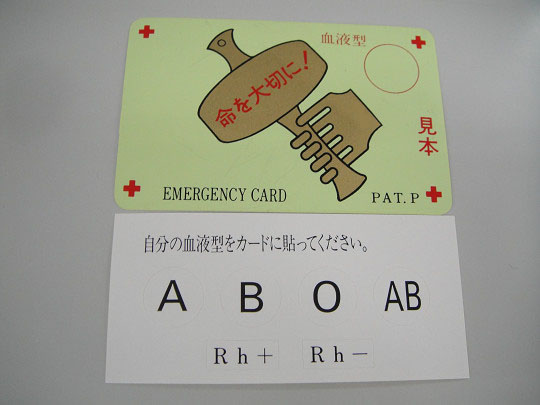 血液型
命を大切に!
見本
EMERGENCY CARD
PAT.P
自分の血液型をカードに貼ってください。
A B O AB
Rh+ Rh−